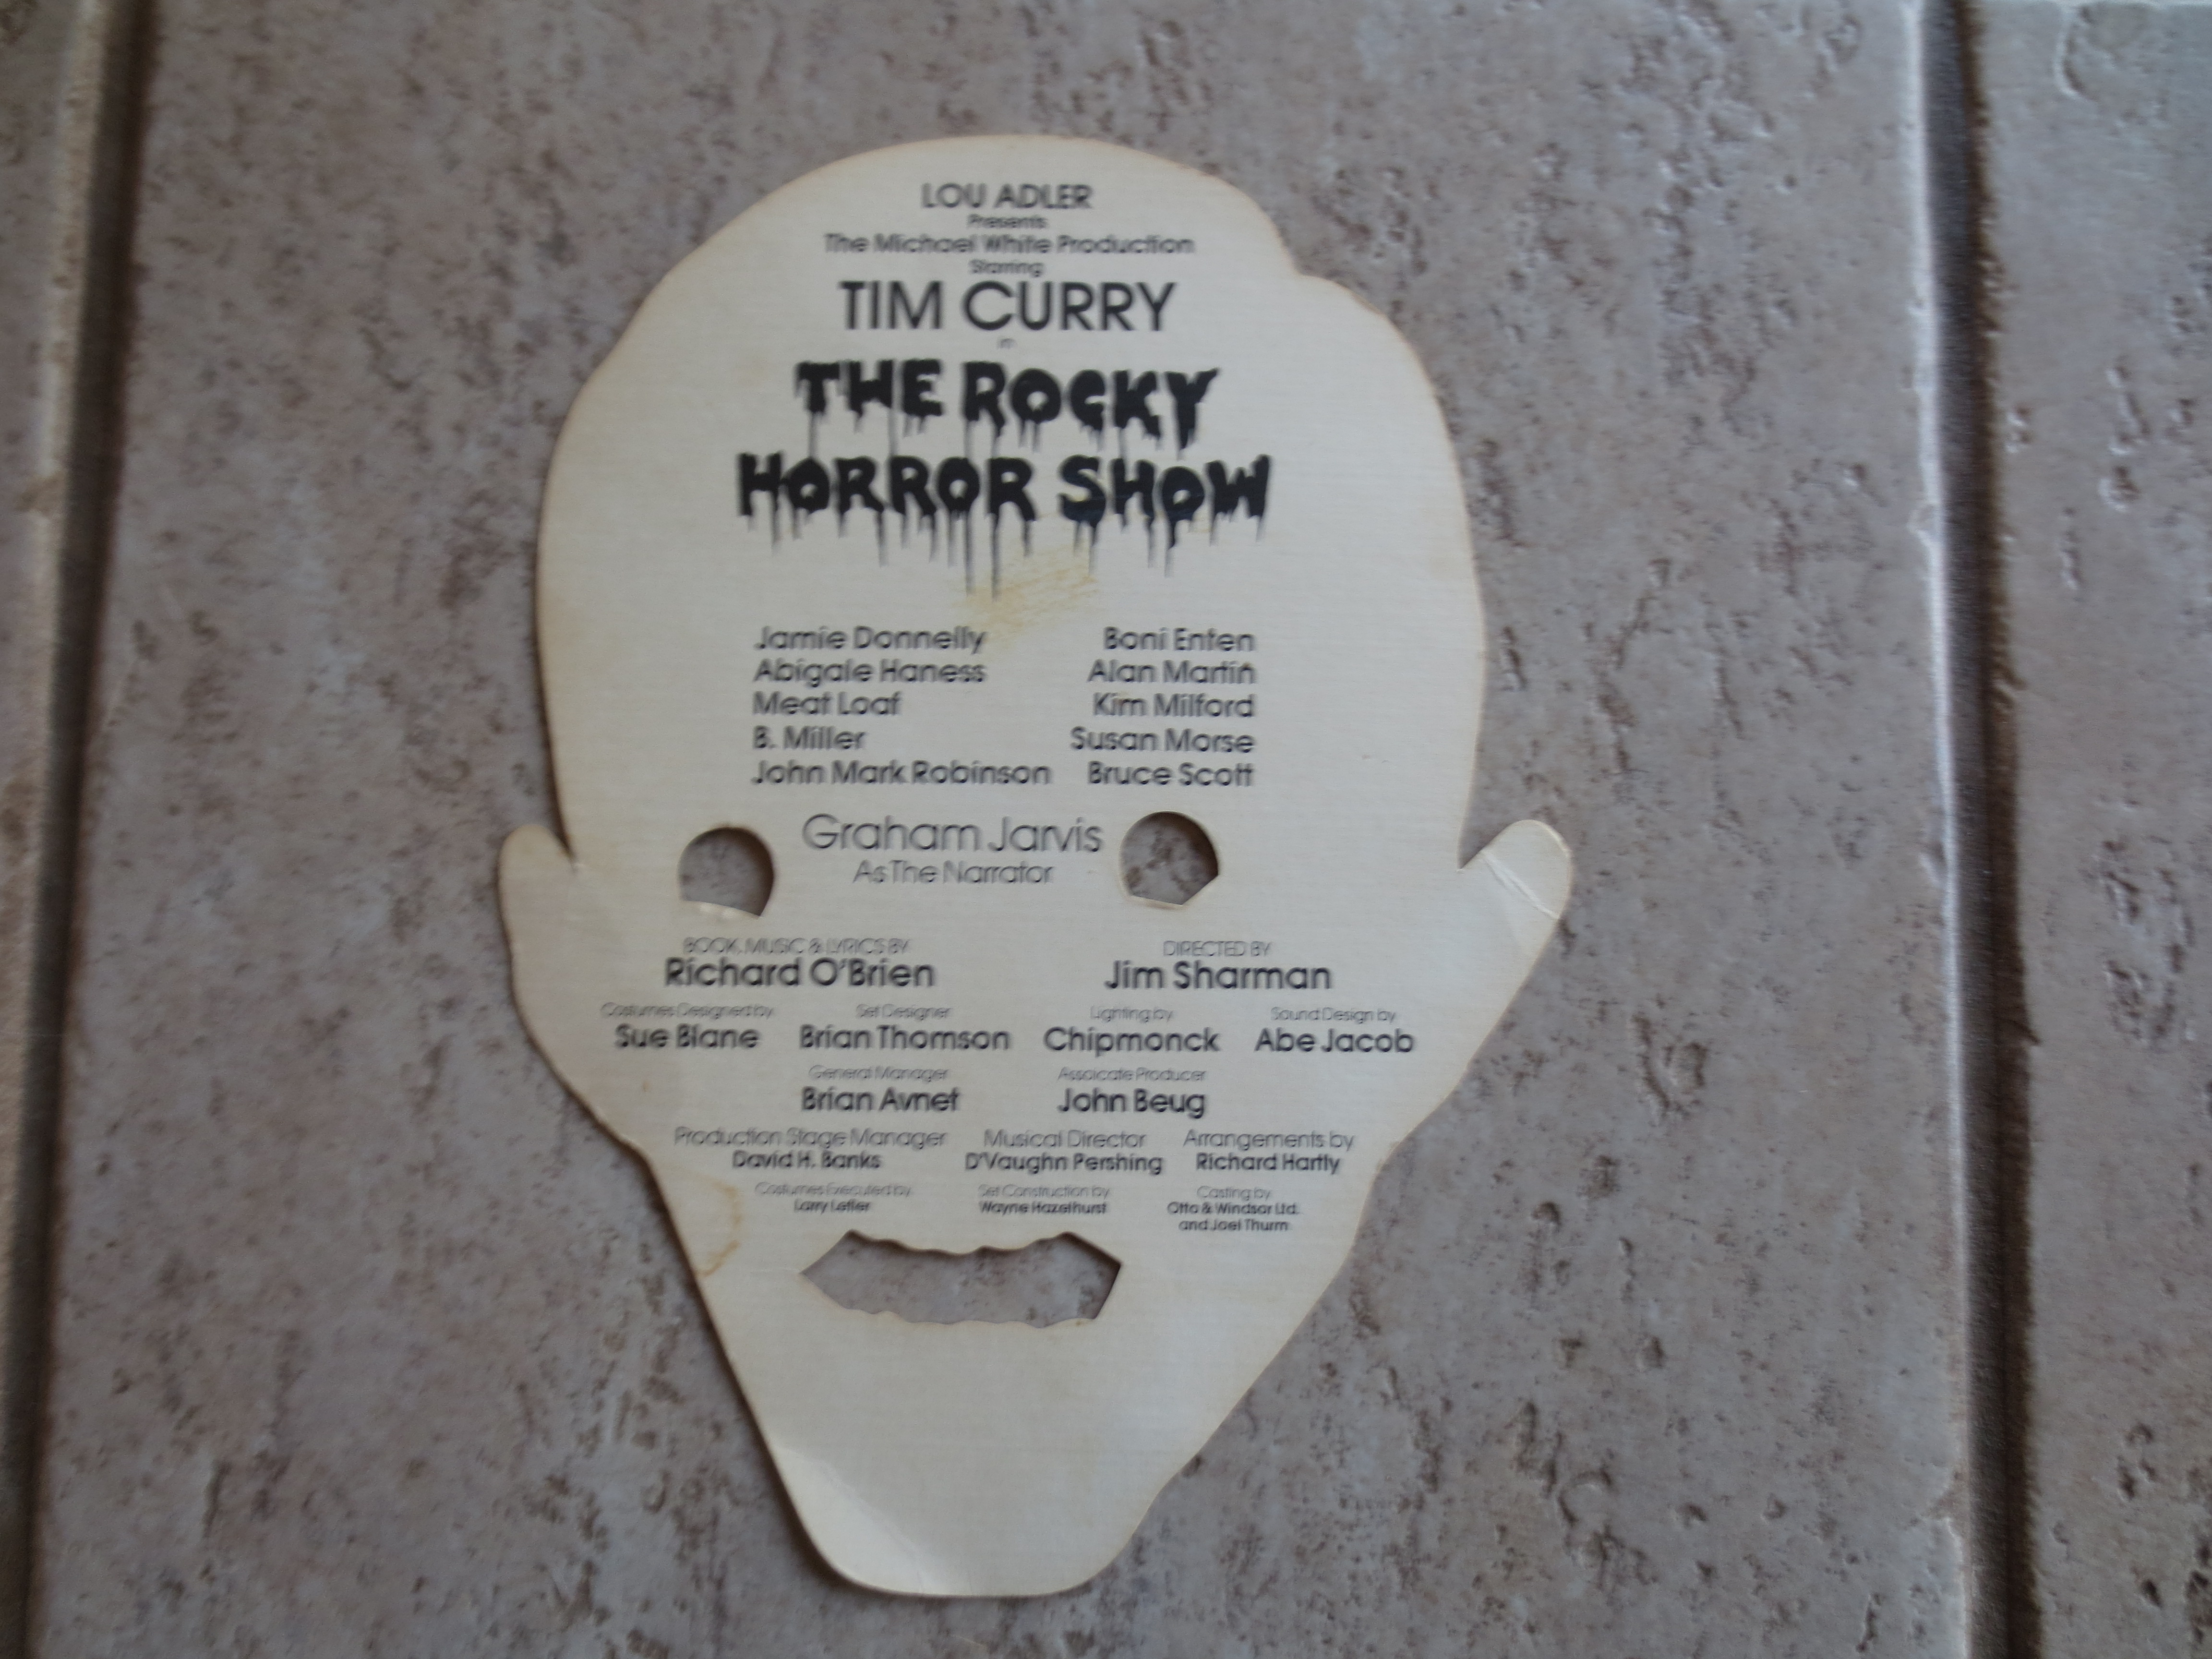 LOU ADLER
Presents
The Michael White Production
Starring
TIM CURRY
in
THE ROCKY
HORROR SHOW
Jamie Donnelly Boni Enten
Abigale Haness Alan Martin
Meat Loaf Kim Milford
B. Miller Susan Morse
John Mark Robinson Bruce Scott
Graham Jarvis
As The Narrator
BOOK, MUSIC & LYRICS BY DIRECTED BY
Richard O'Brien Jim Sharman
Costumes Designed by Set Designer Lighting by Sound Design by
Sue Blane Brian Thomson Chipmonck Abe Jacob
General Manager Assoicate Producer
Brian Avnet John Beug
Production Stage Manager Musical Director Arrangements by
David H. Banks D'Vaughn Pershing Richard Hartly
Costumes Executed by Set Construction by Casting by
Larry Lefler Wayne Hazelhurst Otto & Windsor Ltd.
and Joel Thurm